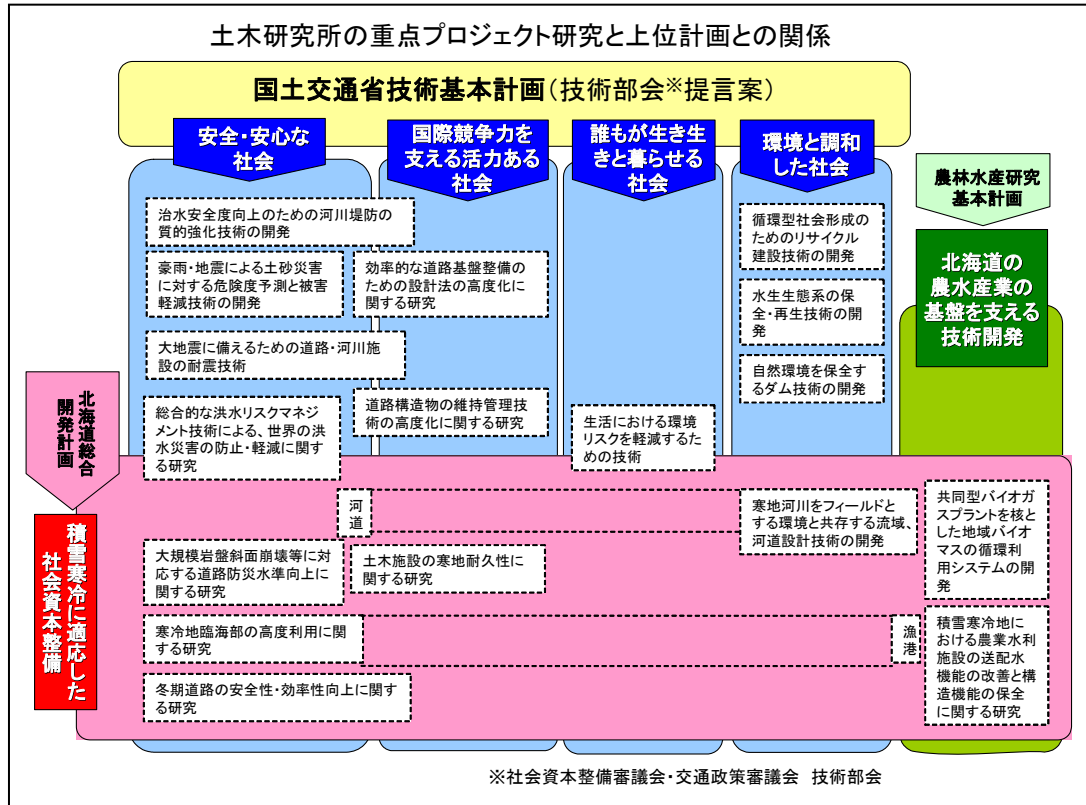 土木研究所の重点プロジェクト研究と上位計画との関係
国土交通省技術基本計画(技術部会※提言案)
安全・安心な
社会
国際競争力を
支える活力ある
社会
誰もが生き生
きと暮らせる
社会
環境と調和
した社会
農林水産研究
基本計画
北海道の
農水産業の
基盤を支える
技術開発
治水安全度向上のための河川堤防の
質的強化技術の開発
豪雨・地震による土砂災害
に対する危険度予測と被害
軽減技術の開発
効率的な道路基盤整備の
ための設計法の高度化に
関する研究
大地震に備えるための道路・河川施
設の耐震技術
総合的な洪水リスクマネジ
メント技術による、世界の洪
水災害の防止・軽減に関す
る研究
道路構造物の維持管理技
術の高度化に関する研究
生活における環境
リスクを軽減するた
めの技術
循環型社会形成の
ためのリサイクル
建設技術の開発
水生生態系の保
全・再生技術の開
発
自然環境を保全す
るダム技術の開発
北海道総合
開発計画
積雪寒冷に適応した
社会資本整備
河道
寒地河川をフィールドと
する環境と共存する流域、
河道設計技術の開発
共同型バイオガ
スプラントを核と
した地域バイオ
マスの循環利
用システムの開
発
大規模岩盤斜面崩壊等に対
応する道路防災水準向上に
関する研究
土木施設の寒地耐久性に
関する研究
寒冷地臨海部の高度利用に関
する研究
漁港
積雪寒冷地に
おける農業水利
施設の送配水
機能の改善と構
造機能の保全
に関する研究
冬期道路の安全性・効率性向上に関す
る研究
※社会資本整備審議会・交通政策審議会 技術部会